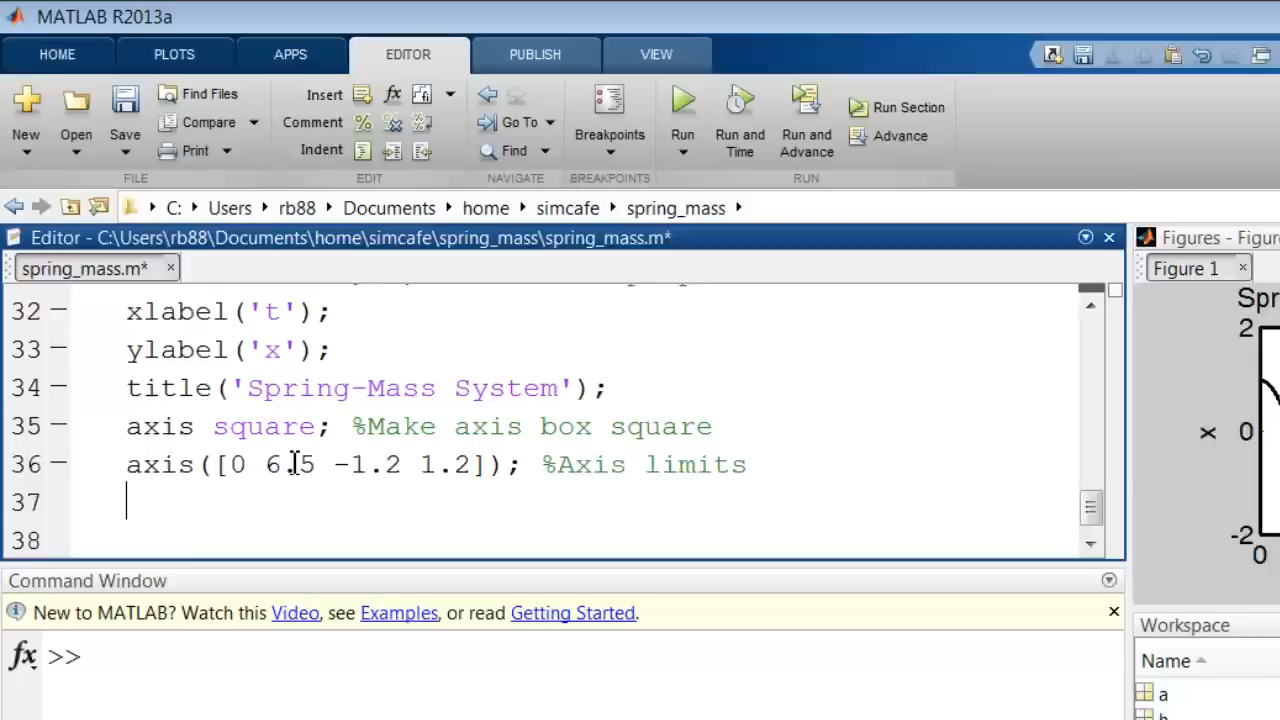 MATLAB R2013a
HOME PLOTS APPS EDITOR PUBLISH VIEW
New Open Save Find Files Compare Print
FILE
Insert fx Comment Indent
EDIT
Go To Find
NAVIGATE
Breakpoints
BREAKPOINTS
Run Run and Time Run and Advance Run Section Advance
RUN
C: Users rb88 Documents home simcafe spring_mass
Editor - C:\Users\rb88\Documents\home\simcafe\spring_mass\spring_mass.m*
spring_mass.m* ×
32 xlabel('t');
33 ylabel('x');
34 title('Spring-Mass System');
35 axis square; %Make axis box square
36 axis([0 6.5 -1.2 1.2]); %Axis limits
37
38
Command Window
New to MATLAB? Watch this Video, see Examples, or read Getting Started.
fx >>
Figures - Figur
Figure 1 ×
Spr
2
x 0
-2
0
Workspace
Name
a